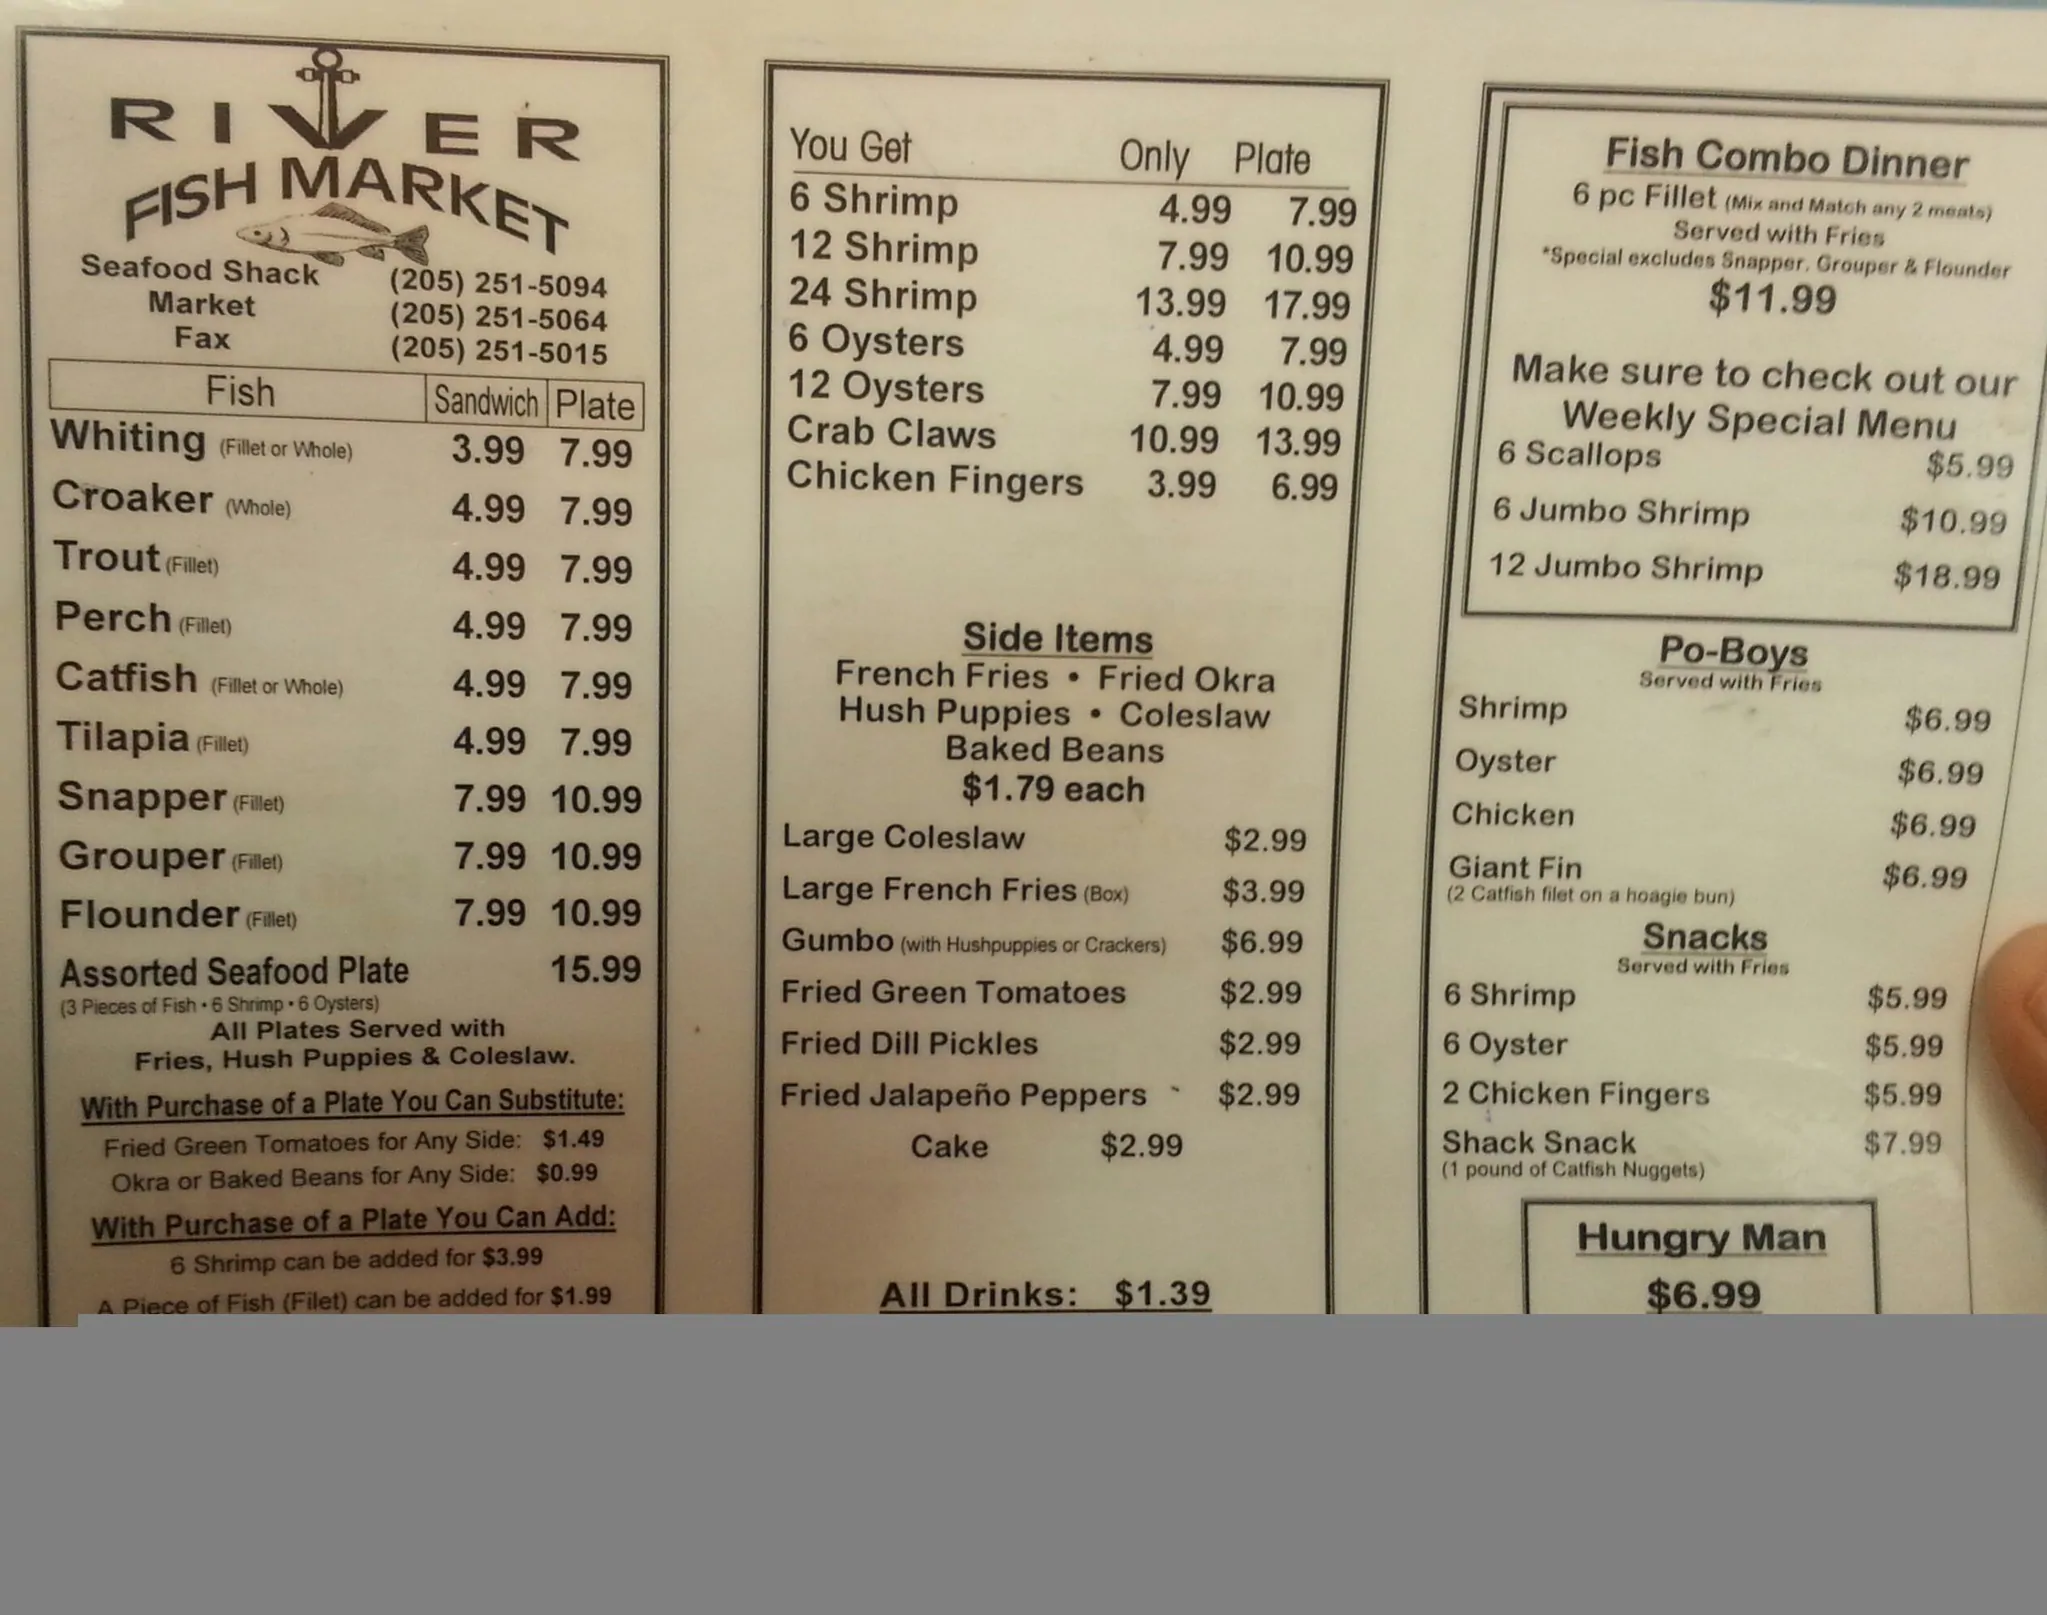 RIVER
FISH MARKET
Seafood Shack (205) 251-5094
Market (205) 251-5064
Fax (205) 251-5015
Fish Sandwich Plate
Whiting (Fillet or Whole) 3.99 7.99
Croaker (Whole) 4.99 7.99
Trout (Fillet) 4.99 7.99
Perch (Fillet) 4.99 7.99
Catfish (Fillet or Whole) 4.99 7.99
Tilapia (Fillet) 4.99 7.99
Snapper (Fillet) 7.99 10.99
Grouper (Fillet) 7.99 10.99
Flounder (Fillet) 7.99 10.99
Assorted Seafood Plate 15.99
(3 Pieces of Fish • 6 Shrimp • 6 Oysters)
All Plates Served with
Fries, Hush Puppies & Coleslaw.
With Purchase of a Plate You Can Substitute:
Fried Green Tomatoes for Any Side: $1.49
Okra or Baked Beans for Any Side: $0.99
With Purchase of a Plate You Can Add:
6 Shrimp can be added for $3.99
A Piece of Fish (Filet) can be added for $1.99
You Get Only Plate
6 Shrimp 4.99 7.99
12 Shrimp 7.99 10.99
24 Shrimp 13.99 17.99
6 Oysters 4.99 7.99
12 Oysters 7.99 10.99
Crab Claws 10.99 13.99
Chicken Fingers 3.99 6.99
Side Items
French Fries • Fried Okra
Hush Puppies • Coleslaw
Baked Beans
$1.79 each
Large Coleslaw $2.99
Large French Fries (Box) $3.99
Gumbo (with Hushpuppies or Crackers) $6.99
Fried Green Tomatoes $2.99
Fried Dill Pickles $2.99
Fried Jalapeño Peppers $2.99
Cake $2.99
All Drinks: $1.39
Fish Combo Dinner
6 pc Fillet (Mix and Match any 2 meats)
Served with Fries
*Special excludes Snapper, Grouper & Flounder
$11.99
Make sure to check out our
Weekly Special Menu
6 Scallops $5.99
6 Jumbo Shrimp $10.99
12 Jumbo Shrimp $18.99
Po-Boys
Served with Fries
Shrimp $6.99
Oyster $6.99
Chicken $6.99
Giant Fin $6.99
(2 Catfish filet on a hoagie bun)
Snacks
Served with Fries
6 Shrimp $5.99
6 Oyster $5.99
2 Chicken Fingers $5.99
Shack Snack $7.99
(1 pound of Catfish Nuggets)
Hungry Man
$6.99